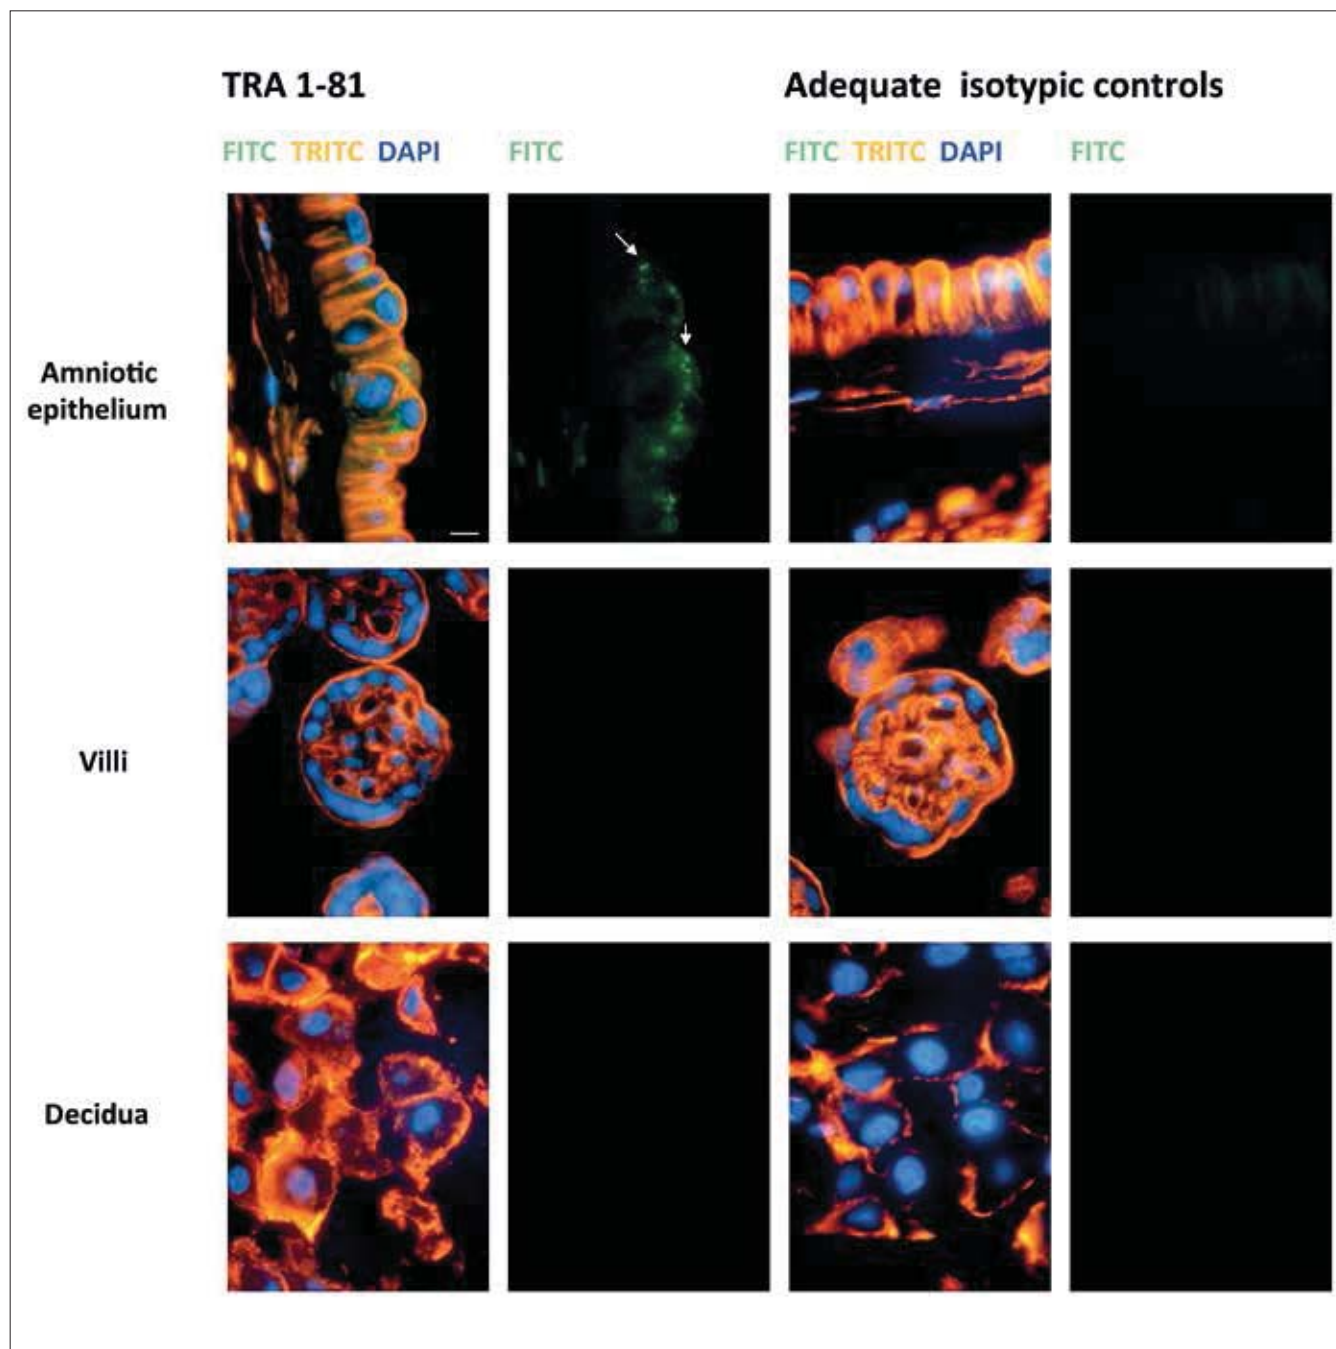 TRA 1-81
Adequate isotypic controls
FITC TRITC DAPI
FITC
FITC TRITC DAPI
FITC
Amniotic
epithelium
Villi
Decidua